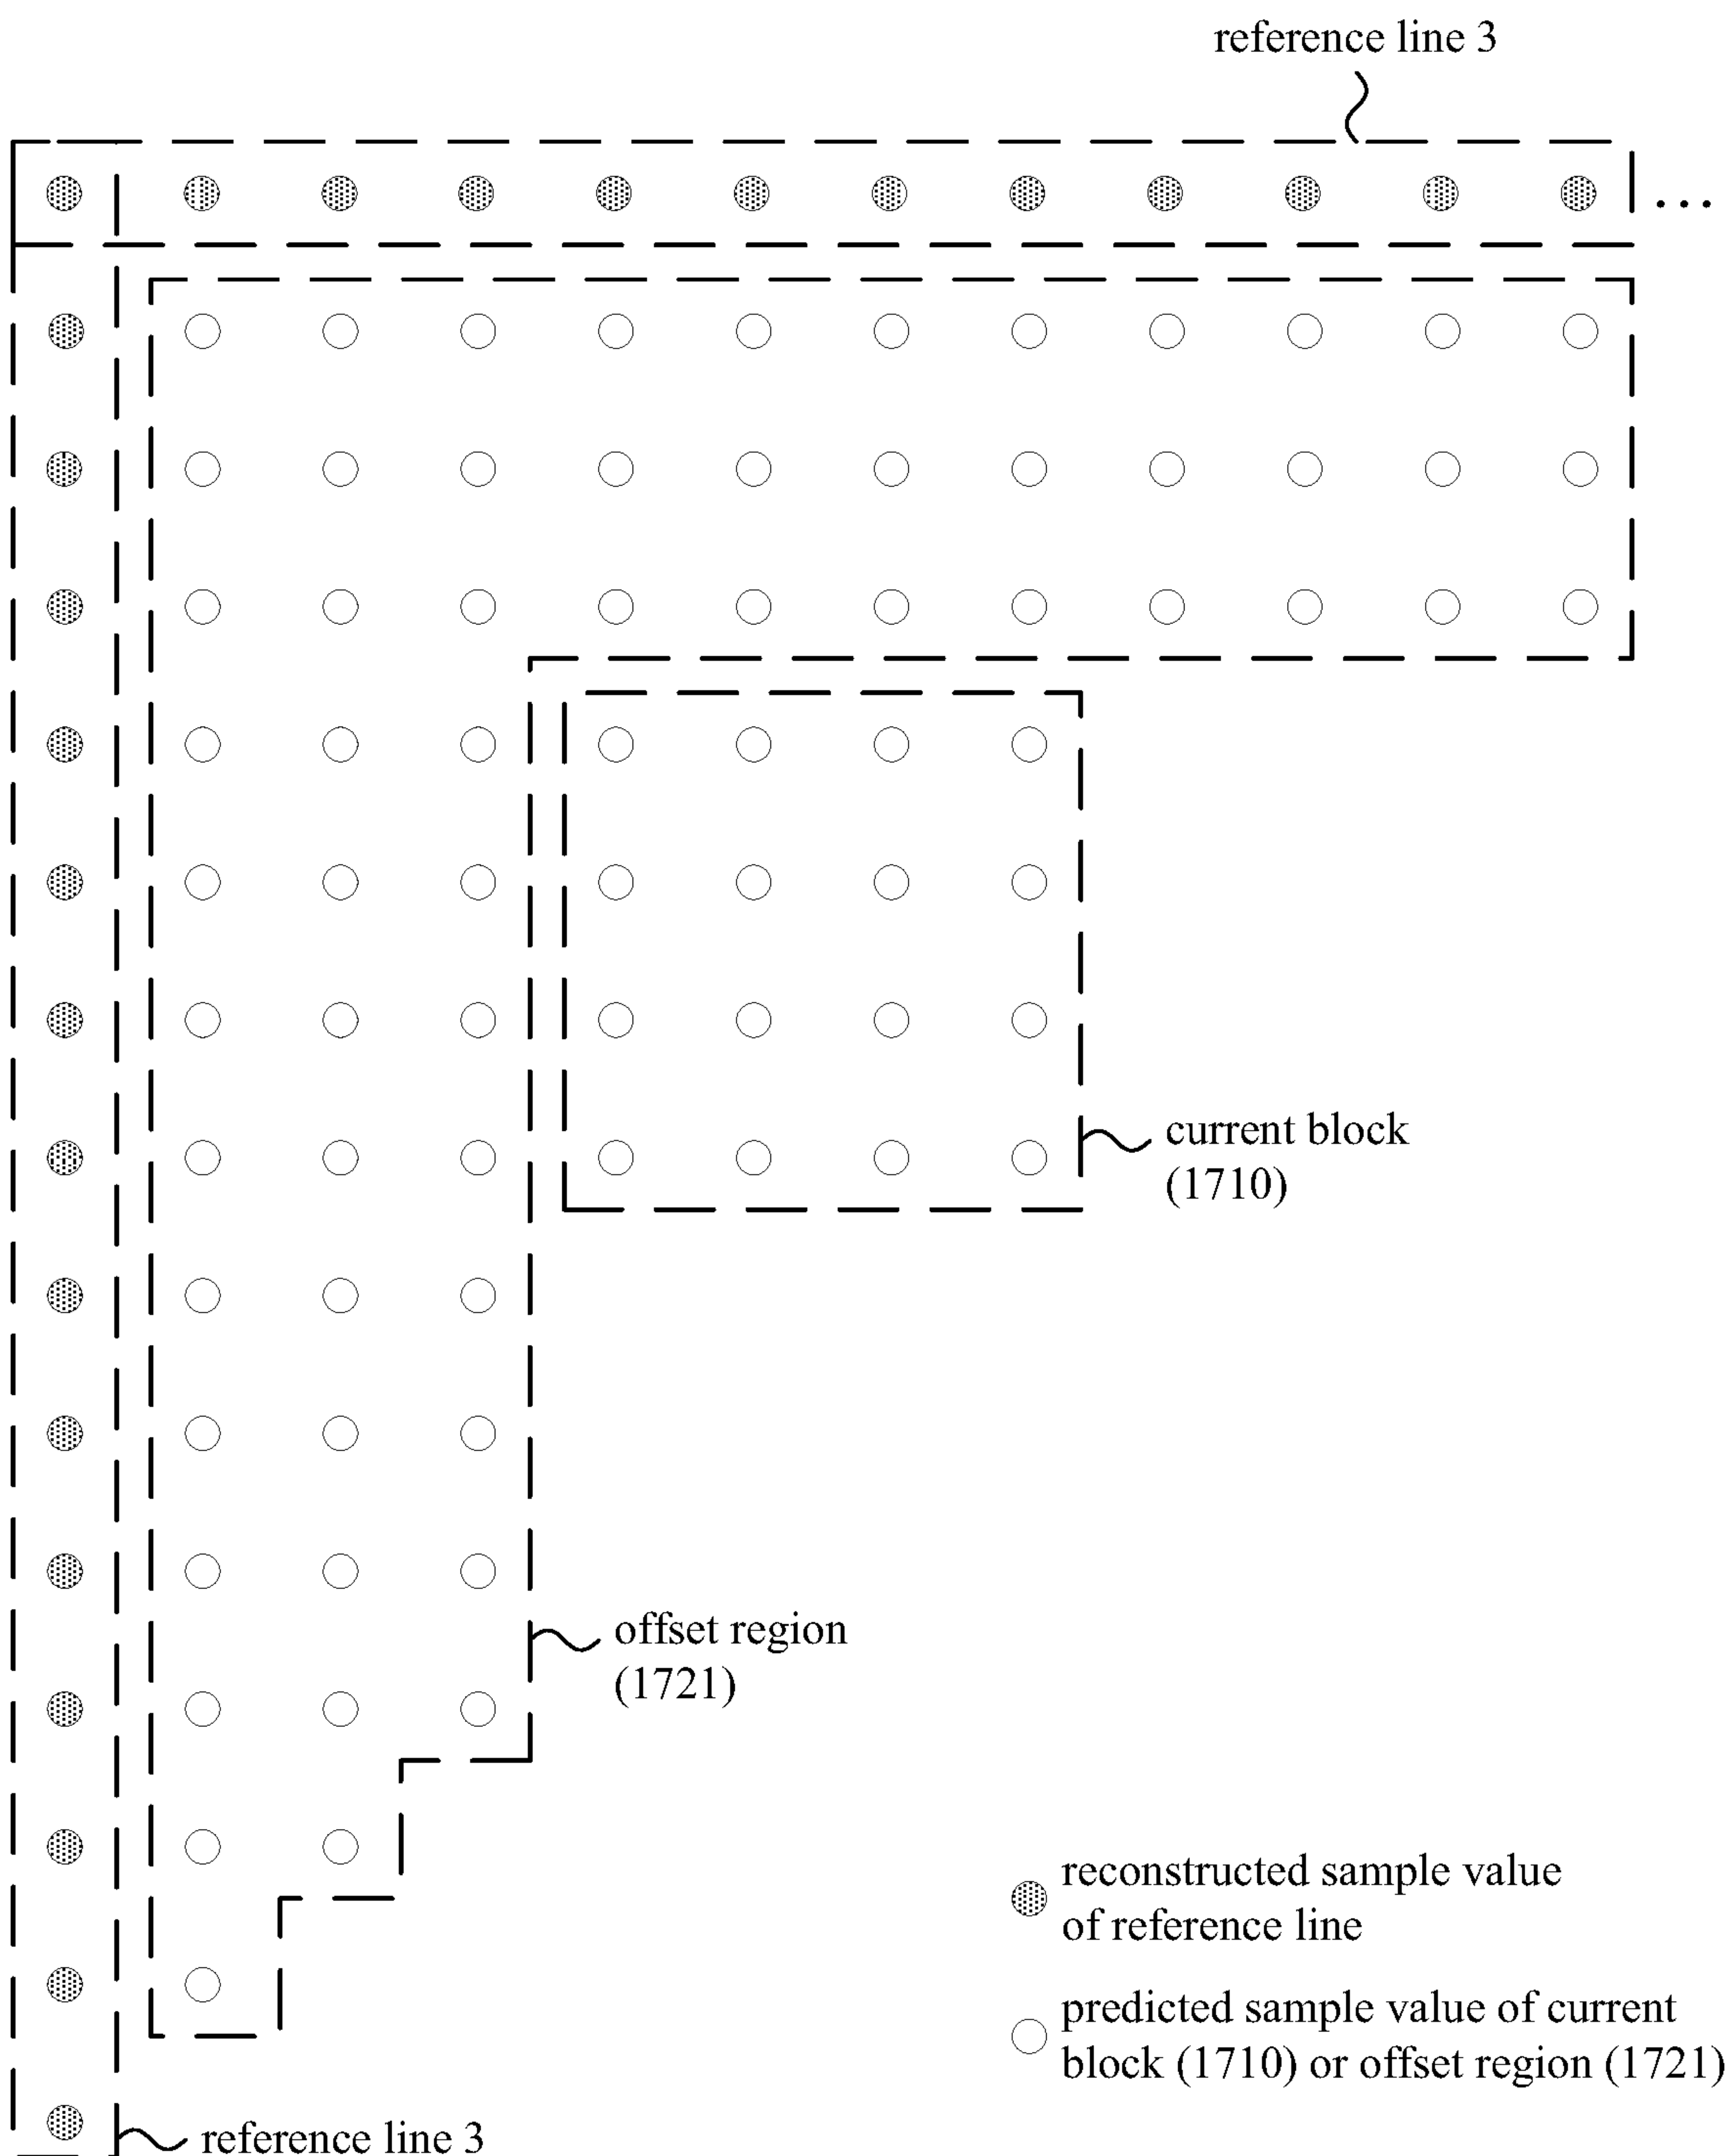 reference line 3
...
current block
(1710)
offset region
(1721)
reconstructed sample value
of reference line
predicted sample value of current
block (1710) or offset region (1721)
reference line 3